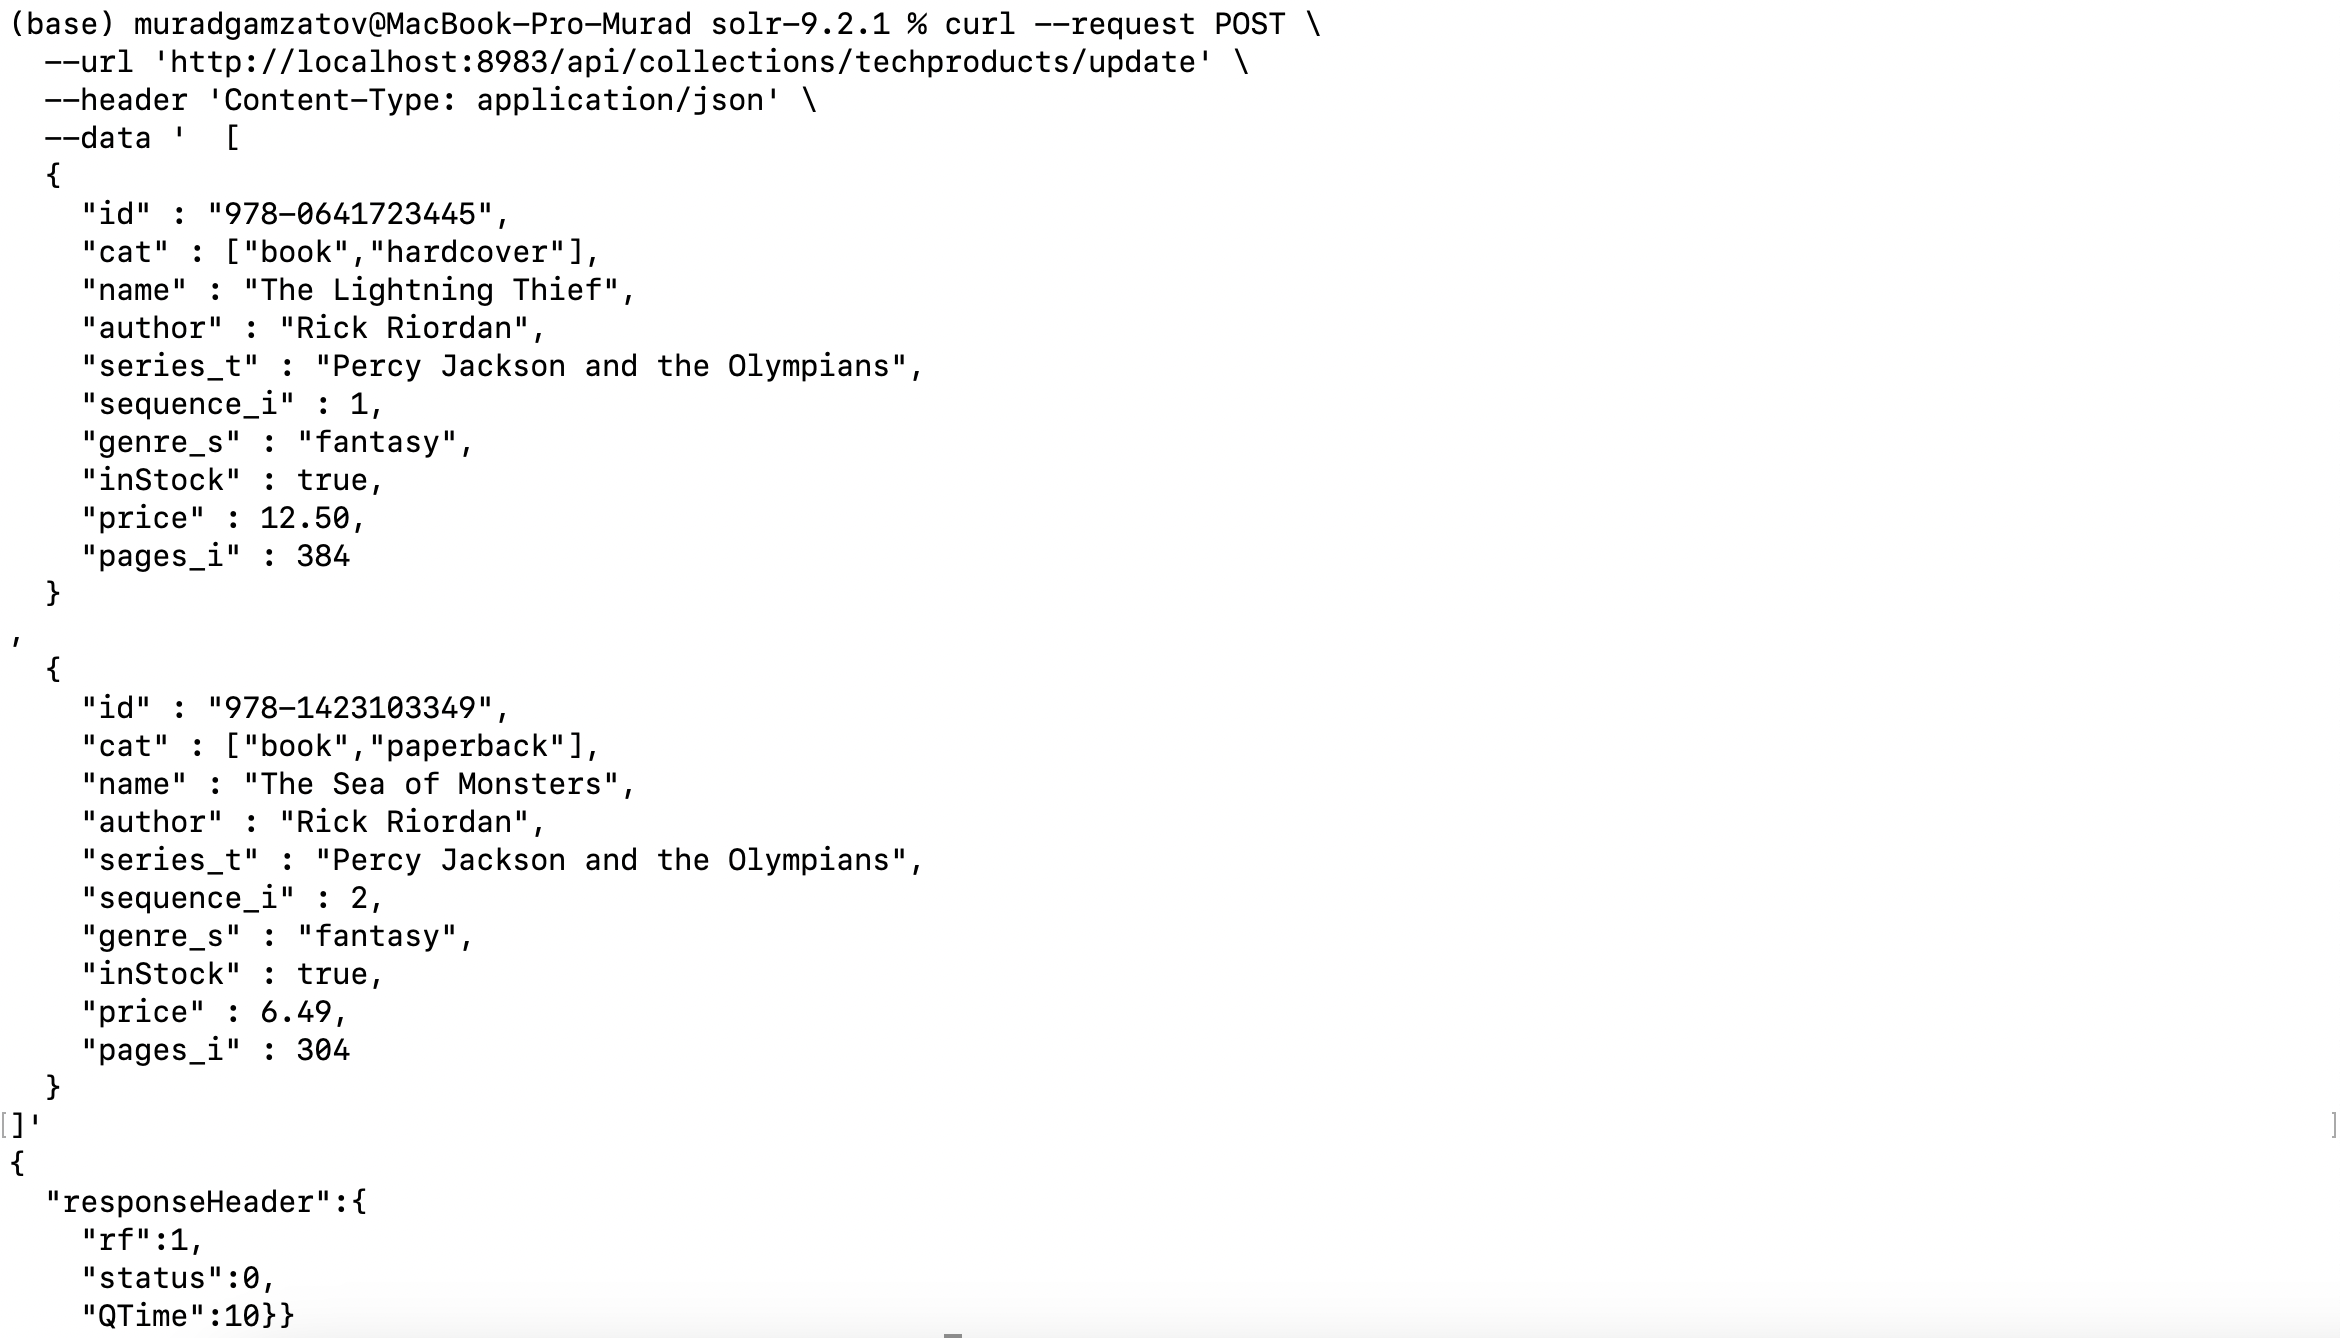 (base) muradgamzatov@MacBook-Pro-Murad solr-9.2.1 % curl --request POST \
  --url 'http://localhost:8983/api/collections/techproducts/update' \
  --header 'Content-Type: application/json' \
  --data '  [
  {
    "id" : "978-0641723445",
    "cat" : ["book","hardcover"],
    "name" : "The Lightning Thief",
    "author" : "Rick Riordan",
    "series_t" : "Percy Jackson and the Olympians",
    "sequence_i" : 1,
    "genre_s" : "fantasy",
    "inStock" : true,
    "price" : 12.50,
    "pages_i" : 384
  }
,
  {
    "id" : "978-1423103349",
    "cat" : ["book","paperback"],
    "name" : "The Sea of Monsters",
    "author" : "Rick Riordan",
    "series_t" : "Percy Jackson and the Olympians",
    "sequence_i" : 2,
    "genre_s" : "fantasy",
    "inStock" : true,
    "price" : 6.49,
    "pages_i" : 304
  }
]'
{
  "responseHeader":{
    "rf":1,
    "status":0,
    "QTime":10}}